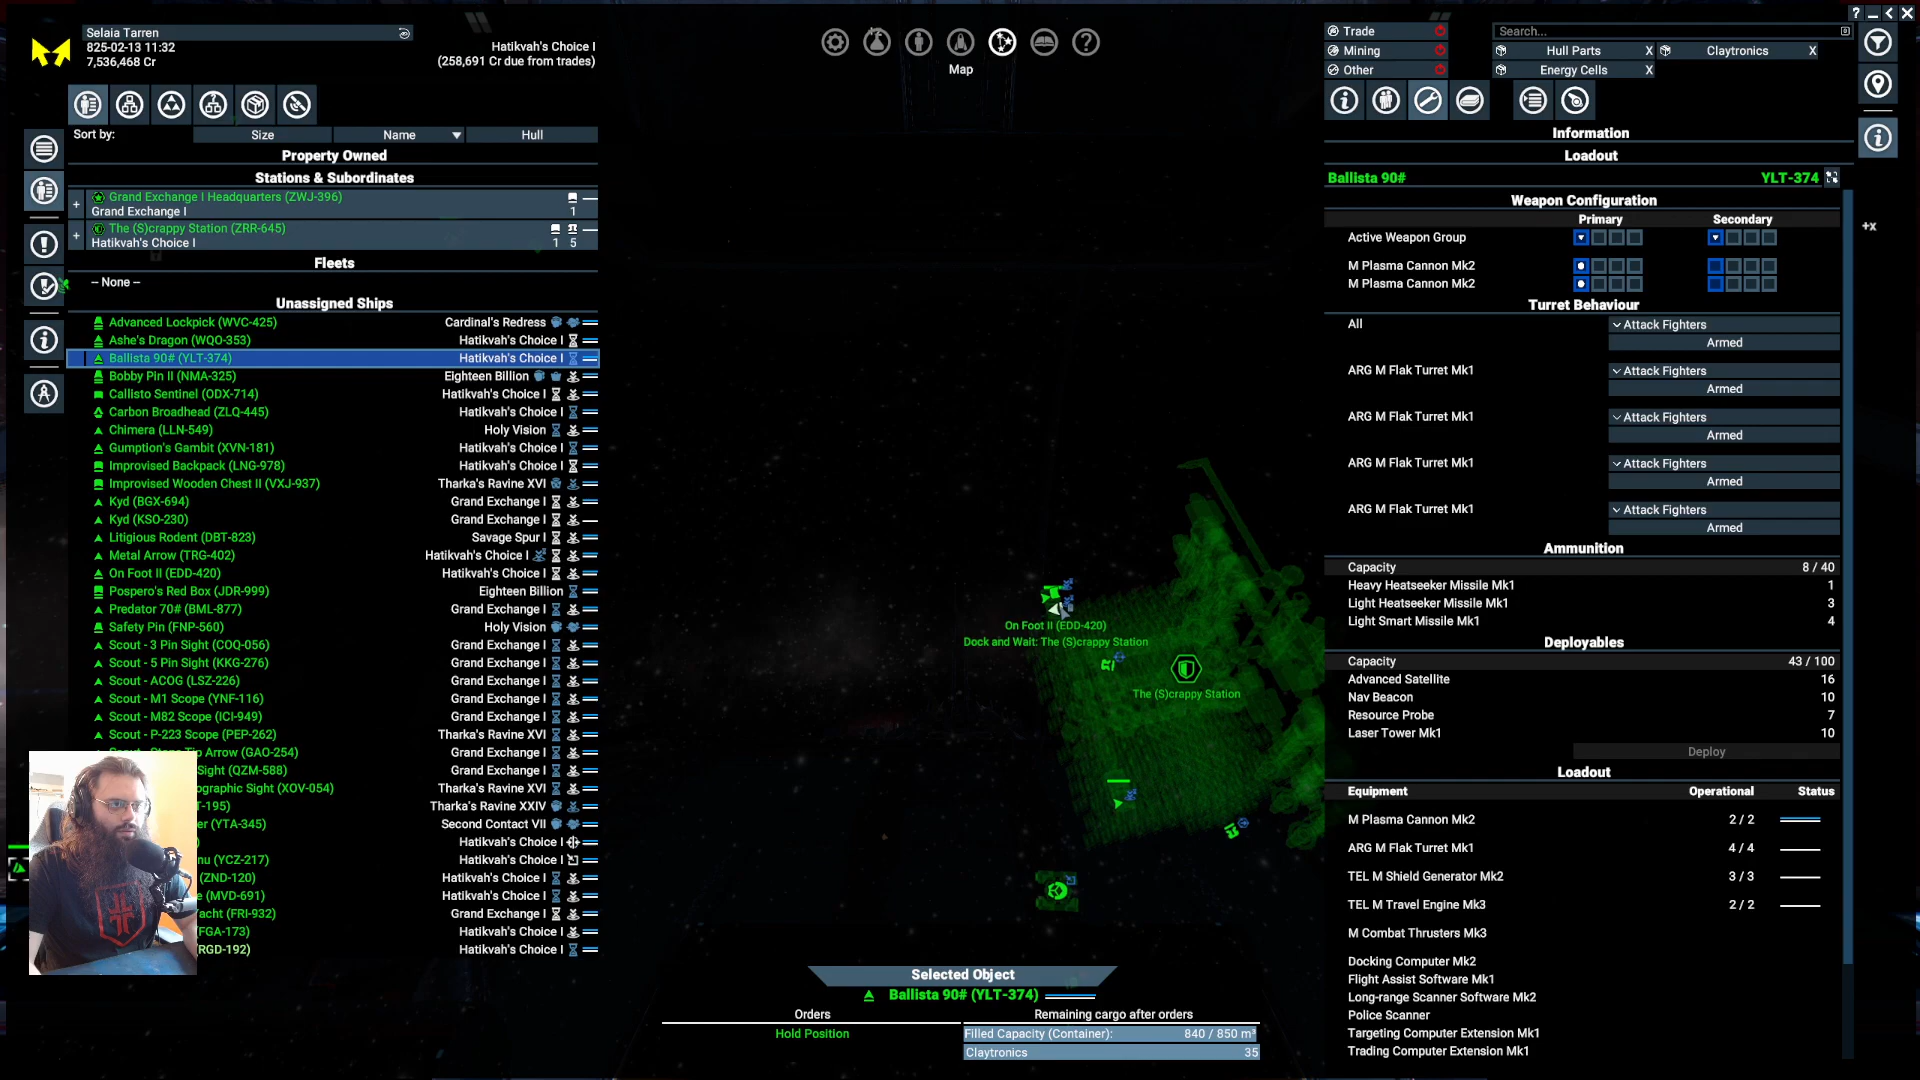 Selaia Tarren
825-02-13 11:32
7,536,468 Cr
Hatikvah's Choice I
(258,691 Cr due from trades)
Map
Trade
Mining
Other
Search...
Hull Parts X
Claytronics X
Energy Cells X
Sort by: Size Name Hull
Property Owned
Stations & Subordinates
Grand Exchange I Headquarters (ZWJ-396)
Grand Exchange I 1
The (S)crappy Station (ZRR-645)
Hatikvah's Choice I 1 5
Fleets
-- None --
Unassigned Ships
Advanced Lockpick (WVC-425) Cardinal's Redress
Ashe's Dragon (WQO-353) Hatikvah's Choice I
Ballista 90# (YLT-374) Hatikvah's Choice I
Bobby Pin II (NMA-325) Eighteen Billion
Callisto Sentinel (ODX-714) Hatikvah's Choice I
Carbon Broadhead (ZLQ-445) Hatikvah's Choice I
Chimera (LLN-549) Holy Vision
Gumption's Gambit (XVN-181) Hatikvah's Choice I
Improvised Backpack (LNG-978) Hatikvah's Choice I
Improvised Wooden Chest II (VXJ-937) Tharka's Ravine XVI
Kyd (BGX-694) Grand Exchange I
Kyd (KSO-230) Grand Exchange I
Litigious Rodent (DBT-823) Savage Spur I
Metal Arrow (TRG-402) Hatikvah's Choice I
On Foot II (EDD-420) Hatikvah's Choice I
Pospero's Red Box (JDR-999) Eighteen Billion
Predator 70# (BML-877) Grand Exchange I
Safety Pin (FNP-560) Holy Vision
Scout - 3 Pin Sight (COQ-056) Grand Exchange I
Scout - 5 Pin Sight (KKG-276) Grand Exchange I
Scout - ACOG (LSZ-226) Grand Exchange I
Scout - M1 Scope (YNF-116) Grand Exchange I
Scout - M82 Scope (ICI-949) Grand Exchange I
Scout - P-223 Scope (PEP-262) Tharka's Ravine XVI
Arrow (GAO-254) Grand Exchange I
Sight (QZM-588) Grand Exchange I
ographic Sight (XOV-054) Tharka's Ravine XVI
T-195) Tharka's Ravine XXIV
er (YTA-345) Second Contact VII
) Hatikvah's Choice I
nu (YCZ-217) Hatikvah's Choice I
(ZND-120) Hatikvah's Choice I
e (MVD-691) Hatikvah's Choice I
acht (FRI-932) Grand Exchange I
FGA-173) Hatikvah's Choice I
RGD-192) Hatikvah's Choice I
On Foot II (EDD-420)
Dock and Wait: The (S)crappy Station
The (S)crappy Station
Selected Object
Ballista 90# (YLT-374)
Orders
Hold Position
Remaining cargo after orders
Filled Capacity (Container): 840 / 850 m³
Claytronics 35
Information
Loadout
Ballista 90# YLT-374
Weapon Configuration
Primary Secondary
Active Weapon Group
M Plasma Cannon Mk2
M Plasma Cannon Mk2
Turret Behaviour
All Attack Fighters
Armed
ARG M Flak Turret Mk1 Attack Fighters
Armed
ARG M Flak Turret Mk1 Attack Fighters
Armed
ARG M Flak Turret Mk1 Attack Fighters
Armed
ARG M Flak Turret Mk1 Attack Fighters
Armed
Ammunition
Capacity 8 / 40
Heavy Heatseeker Missile Mk1 1
Light Heatseeker Missile Mk1 3
Light Smart Missile Mk1 4
Deployables
Capacity 43 / 100
Advanced Satellite 16
Nav Beacon 10
Resource Probe 7
Laser Tower Mk1 10
Deploy
Loadout
Equipment Operational Status
M Plasma Cannon Mk2 2 / 2
ARG M Flak Turret Mk1 4 / 4
TEL M Shield Generator Mk2 3 / 3
TEL M Travel Engine Mk3 2 / 2
M Combat Thrusters Mk3
Docking Computer Mk2
Flight Assist Software Mk1
Long-range Scanner Software Mk2
Police Scanner
Targeting Computer Extension Mk1
Trading Computer Extension Mk1
+x